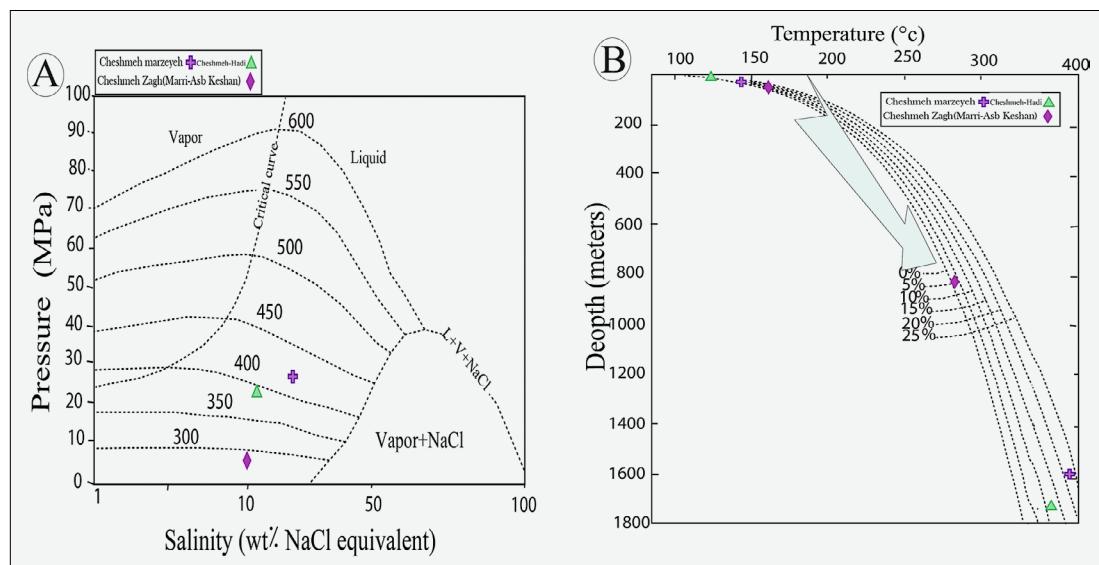 A
Cheshmeh marzeyeh Cheshmeh-Hadi
Cheshmeh Zagh(Marri-Asb Keshan)
100
90
80
70
60
50
40
30
20
10
0
Pressure (MPa)
Vapor
Liquid
Critical curve
600
550
500
450
400
350
300
L+V+NaCl
Vapor+NaCl
1
10
50
100
Salinity (wt٪ NaCl equivalent)
B
Temperature (°c)
100
150
200
250
300
400
Cheshmeh marzeyeh Cheshmeh-Hadi
Cheshmeh Zagh(Marri-Asb Keshan)
200
400
600
800
1000
1200
1400
1600
1800
Deopth (meters)
0%
5%
10%
15%
20%
25%